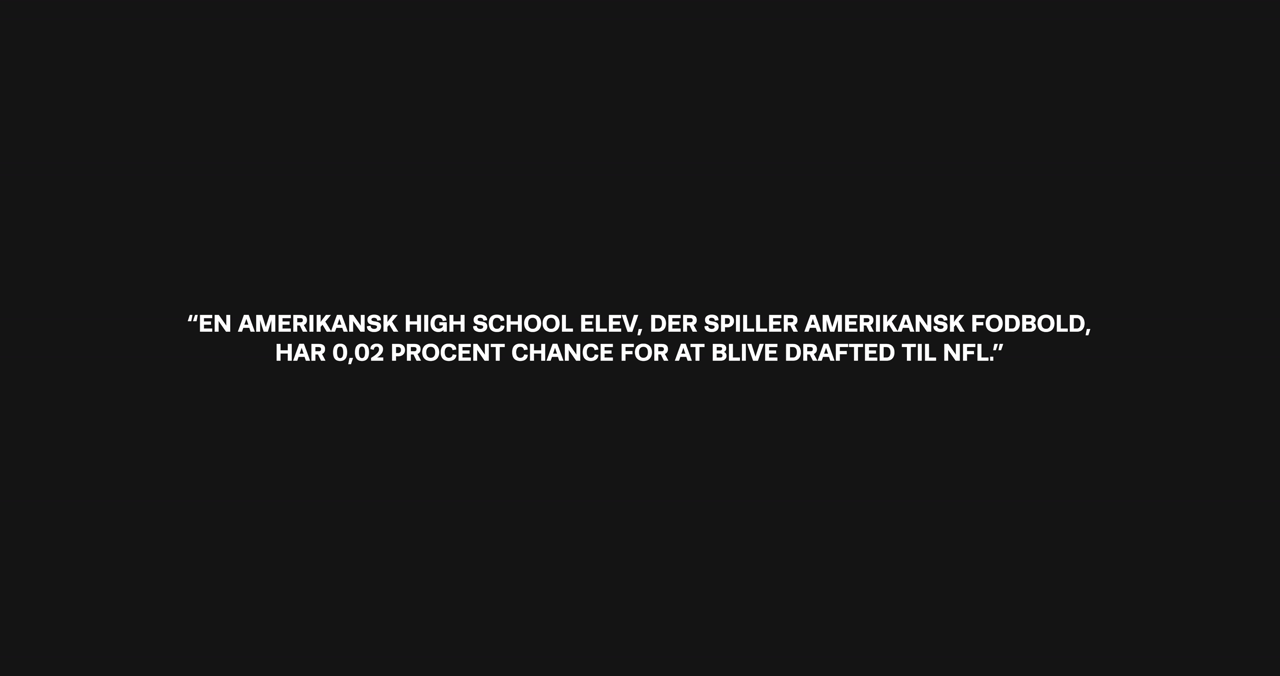 “EN AMERIKANSK HIGH SCHOOL ELEV, DER SPILLER AMERIKANSK FODBOLD,
HAR 0,02 PROCENT CHANCE FOR AT BLIVE DRAFTED TIL NFL.”